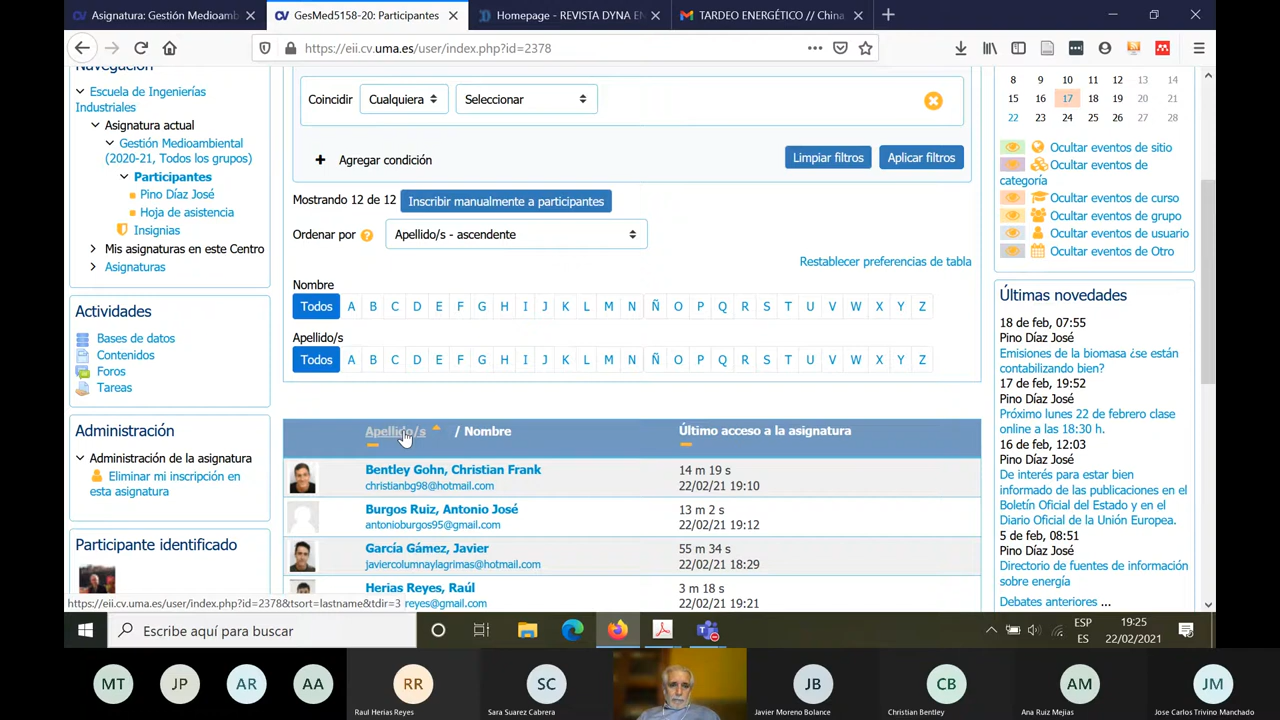 Asignatura: Gestión Medioamb
GesMed5158-20: Participantes
Homepage - REVISTA DYNA EN
TARDEO ENERGÉTICO // China
https://eii.cv.uma.es/user/index.php?id=2378
Navegación
Escuela de Ingenierías
Industriales
Asignatura actual
Gestión Medioambiental
(2020-21, Todos los grupos)
Participantes
Pino Díaz José
Hoja de asistencia
Insignias
Mis asignaturas en este Centro
Asignaturas
Actividades
Bases de datos
Contenidos
Foros
Tareas
Administración
Administración de la asignatura
Eliminar mi inscripción en
esta asignatura
Participante identificado
Coincidir Cualquiera Seleccionar
Agregar condición
Limpiar filtros
Aplicar filtros
Mostrando 12 de 12
Inscribir manualmente a participantes
Ordenar por
Apellido/s - ascendente
Restablecer preferencias de tabla
Nombre
Todos A B C D E F G H I J K L M N Ñ O P Q R S T U V W X Y Z
Apellido/s
Todos A B C D E F G H I J K L M N Ñ O P Q R S T U V W X Y Z
Apellido/s / Nombre Último acceso a la asignatura
Bentley Gohn, Christian Frank 14 m 19 s
christianbg98@hotmail.com 22/02/21 19:10
Burgos Ruiz, Antonio José 13 m 2 s
antonioburgos95@gmail.com 22/02/21 19:12
García Gámez, Javier 55 m 34 s
javiercolumnaylagrimas@hotmail.com 22/02/21 18:29
Herias Reyes, Raúl 3 m 18 s
reyes@gmail.com 22/02/21 19:21
https://eii.cv.uma.es/user/index.php?id=2378&tsort=lastname&tdir=3
8 9 10 11 12 13 14
15 16 17 18 19 20 21
22 23 24 25 26 27 28
Ocultar eventos de sitio
Ocultar eventos de
categoría
Ocultar eventos de curso
Ocultar eventos de grupo
Ocultar eventos de usuario
Ocultar eventos de Otro
Últimas novedades
18 de feb, 07:55
Pino Díaz José
Emisiones de la biomasa ¿se están
contabilizando bien?
17 de feb, 19:52
Pino Díaz José
Próximo lunes 22 de febrero clase
online a las 18:30 h.
16 de feb, 12:03
Pino Díaz José
De interés para estar bien
informado de las publicaciones en el
Boletín Oficial del Estado y en el
Diario Oficial de la Unión Europea.
5 de feb, 08:51
Pino Díaz José
Directorio de fuentes de información
sobre energía
Debates anteriores ...
Escribe aquí para buscar
ESP
ES
19:25
22/02/2021
MT JP AR AA RR SC JB CB AM JM
Raul Herias Reyes
Sara Suarez Cabrera
Javier Moreno Bolance
Christian Bentley
Ana Ruiz Mejias
Jose Carlos Trivino Manchado